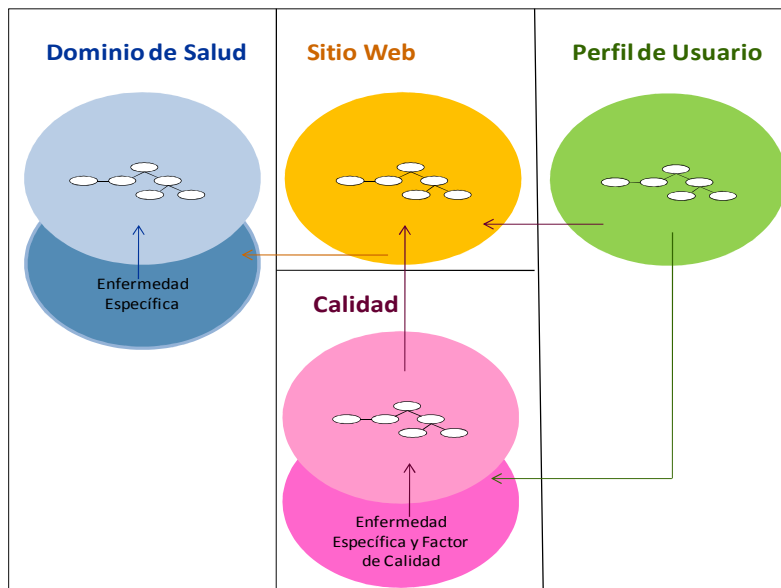 Dominio de Salud
Sitio Web
Perfil de Usuario
Enfermedad
Específica
Calidad
Enfermedad
Específica y Factor
de Calidad